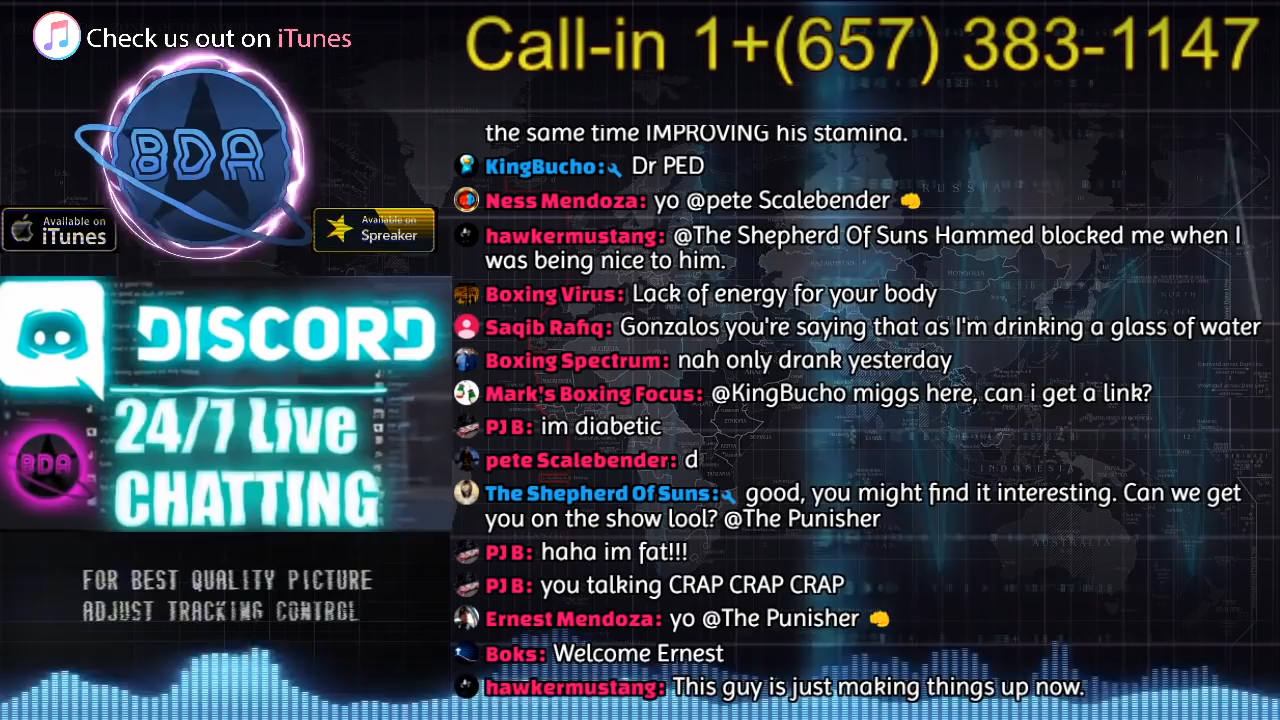 Check us out on iTunes
Call-in 1+(657) 383-1147
BDA
Available on
iTunes
Available on
Spreaker
DISCORD
24/7 Live
CHATTING
BDA
FOR BEST QUALITY PICTURE
ADJUST TRACKING CONTROL
the same time IMPROVING his stamina.
KingBucho: Dr PED
Ness Mendoza: yo @pete Scalebender 👊
hawkermustang: @The Shepherd Of Suns Hammed blocked me when I
was being nice to him.
Boxing Virus: Lack of energy for your body
Saqib Rafiq: Gonzalos you're saying that as I'm drinking a glass of water
Boxing Spectrum: nah only drank yesterday
Mark's Boxing Focus: @KingBucho miggs here, can i get a link?
PJ B: im diabetic
pete Scalebender: d
The Shepherd Of Suns: good, you might find it interesting. Can we get
you on the show lool? @The Punisher
PJ B: haha im fat!!!
PJ B: you talking CRAP CRAP CRAP
Ernest Mendoza: yo @The Punisher 👊
Boks: Welcome Ernest
hawkermustang: This guy is just making things up now.
RUSSIA
MONGOLIA
INDONESIA
AUSTRALIA